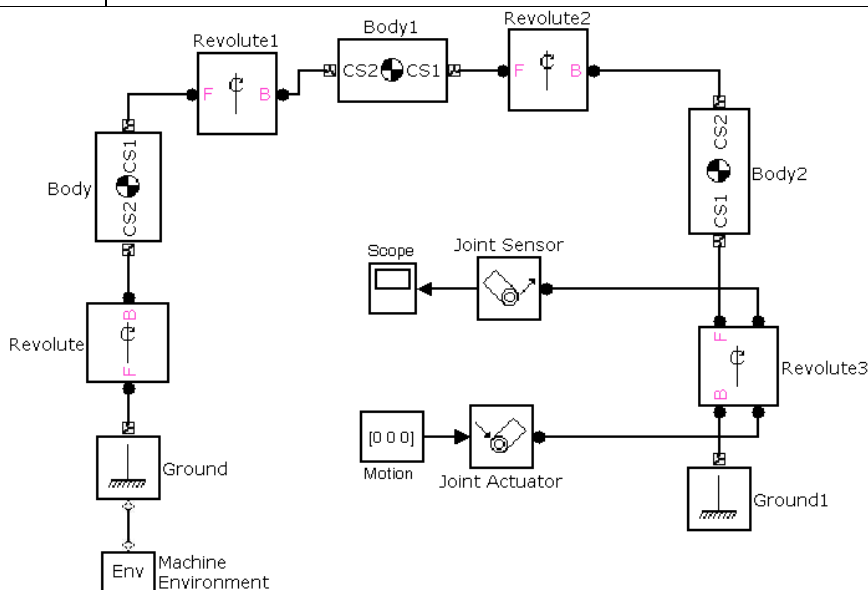 Revolute1
F
B
Body1
CS2
CS1
Revolute2
F
B
CS2
CS1
Body2
CS1
CS2
Body
Scope
Joint Sensor
Revolute
B
F
F
B
Revolute3
[0 0 0]
Motion
Joint Actuator
Ground
Ground1
Env
Machine
Environment